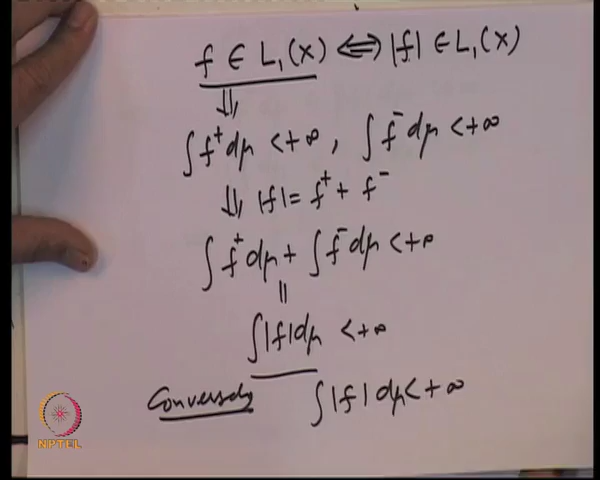 f ∈ L₁(X) ⟺ |f| ∈ L₁(X)
⇓
∫ f⁺ dμ < +∞ , ∫ f⁻ dμ < +∞
⇓ |f| = f⁺ + f⁻
∫ f⁺ dμ + ∫ f⁻ dμ < +∞
||
∫ |f| dμ < +∞
Conversely ∫ |f| dμ < +∞
NPTEL